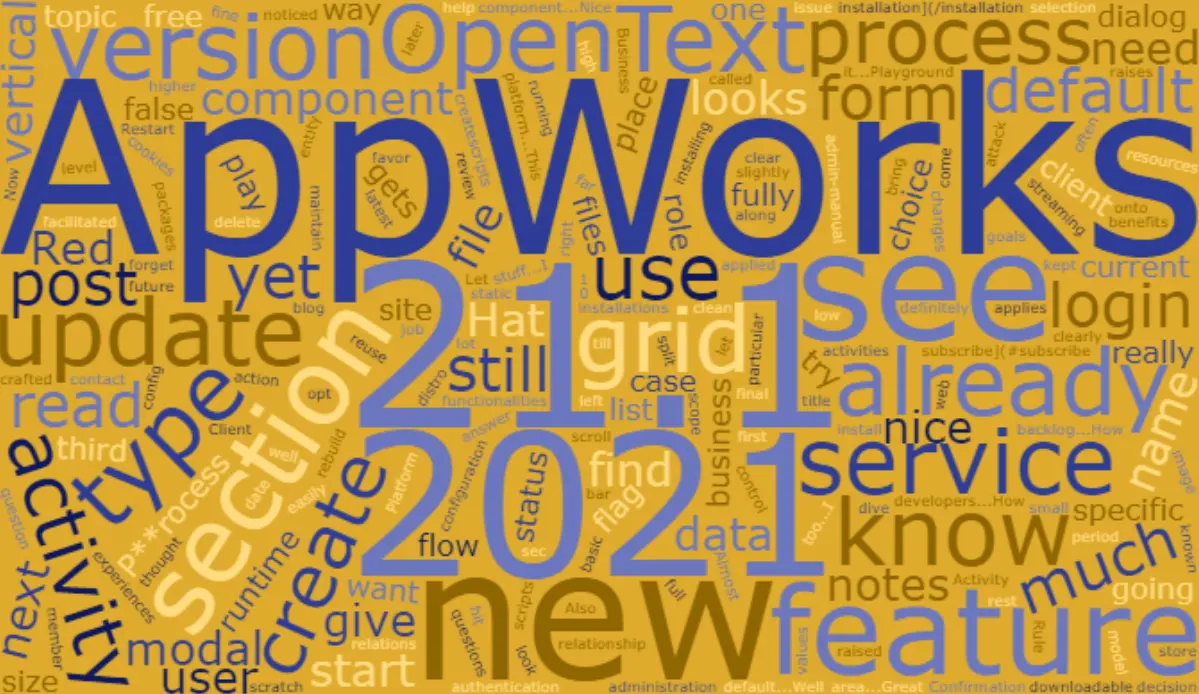 topic
free
fine
noticed
way
help
component...Nice
one
issue
installation](/installation
selection
dialog
version
OpenText
process
need
later
high
Business
it...Playground
raises
vertical
higher
called
component
looks
form
default
false
Restart
cookies
entity
createscripts
platform....This
running
place
AppWorks
Now
level
packages
play
maintain
favor
gets
latest
review
file
faf
files
installing
role
clear
slightly
fully
along
admin-manual
choice
bring
come
changes
attack
often
client
streaming
resources
onto
benefits
facilitated
delete
goals
Red
forget
post
future
yet
blog
Let
stuff...I
static
right
10
use
applied
see
kept
current
update
site
job
reuse
lot
21.1
Hat
installations
clean
till
grid
split
let
particular
low
definitely
applies
login
clearly
crafted
contact
config
action
opt
distro
still
functionalities
left
case
list
scope
final
try
title
activities
subscribe](#subscribe
already
web
really
read
type
section
Client
rebuild
answer
2021
scroll
first
business
install
nice
backlog...How
name
image
third
activity
well
date
easily
platform
configuration
status
find
flag
bar
basic
control
service
developers...How
small
specific
question
p**rocess
thought
experiences
runtime
create
flow
sec
data
Almost
too...I
dive
know
period
known
next
member
want
give
hit
questions
scripts
look
Also
full
new
notes
Activity
rest
much
going
modal
relations
relationship
feature
values
raised
Rule
model
store
size
user
scratch
start
authentication
administration
default...Well
area...Great
Confirmation
downloadable
decision